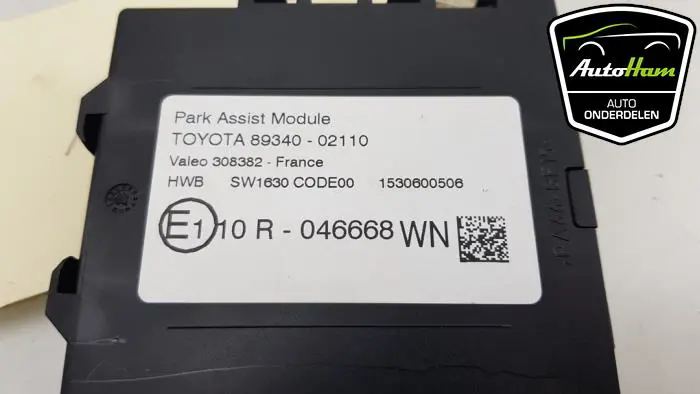 AutoHam
AUTO
ONDERDELEN
Park Assist Module
TOYOTA 89340 - 02110
Valeo 308382 - France
HWB SW1630 CODE00 1530600506
E1 10 R - 046668 WN